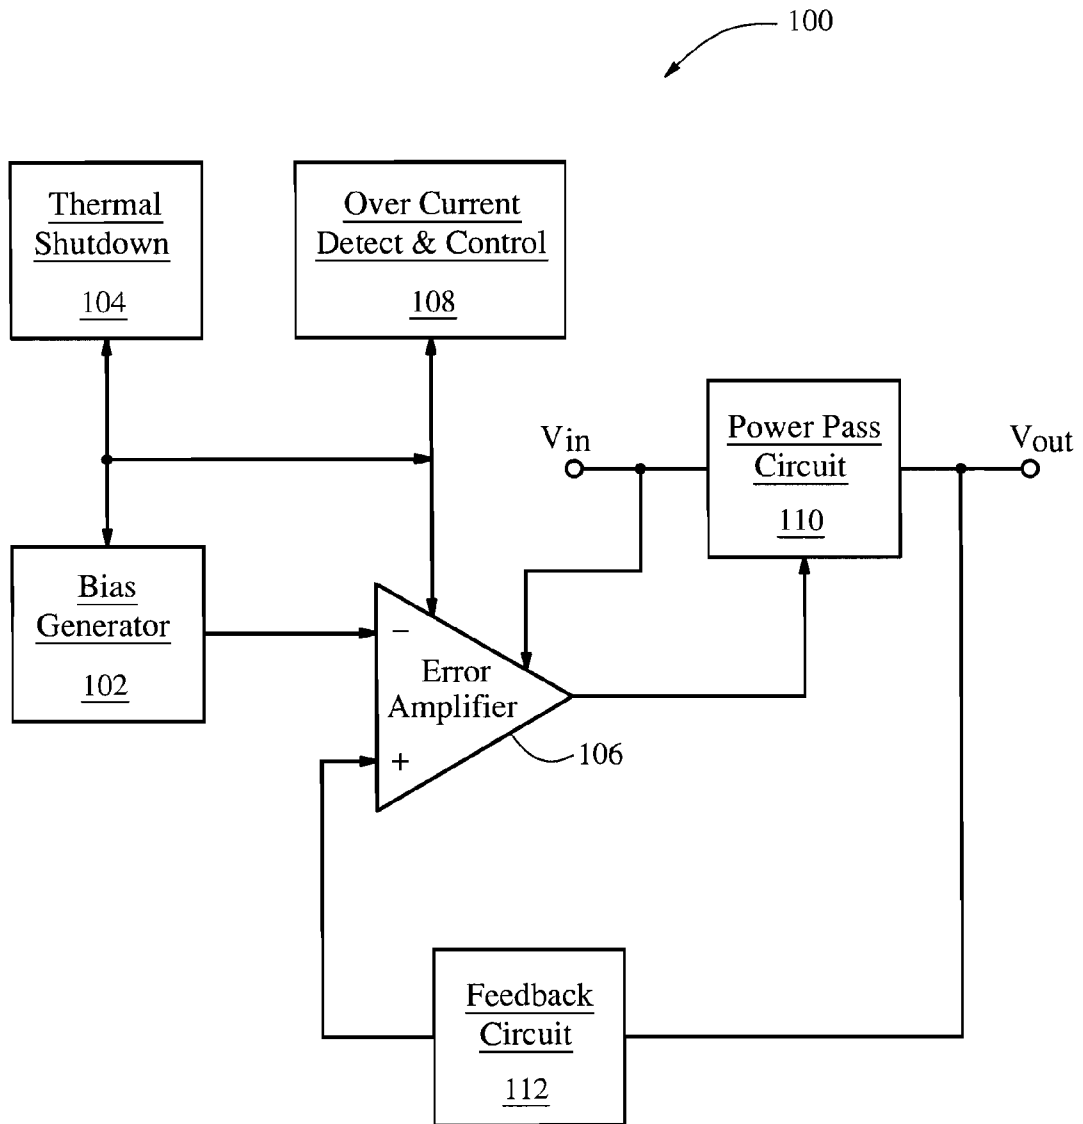 100
Thermal
Shutdown
104
Over Current
Detect & Control
108
Vin
Power Pass
Circuit
110
Vout
Bias
Generator
102
−
Error
Amplifier
+
106
Feedback
Circuit
112